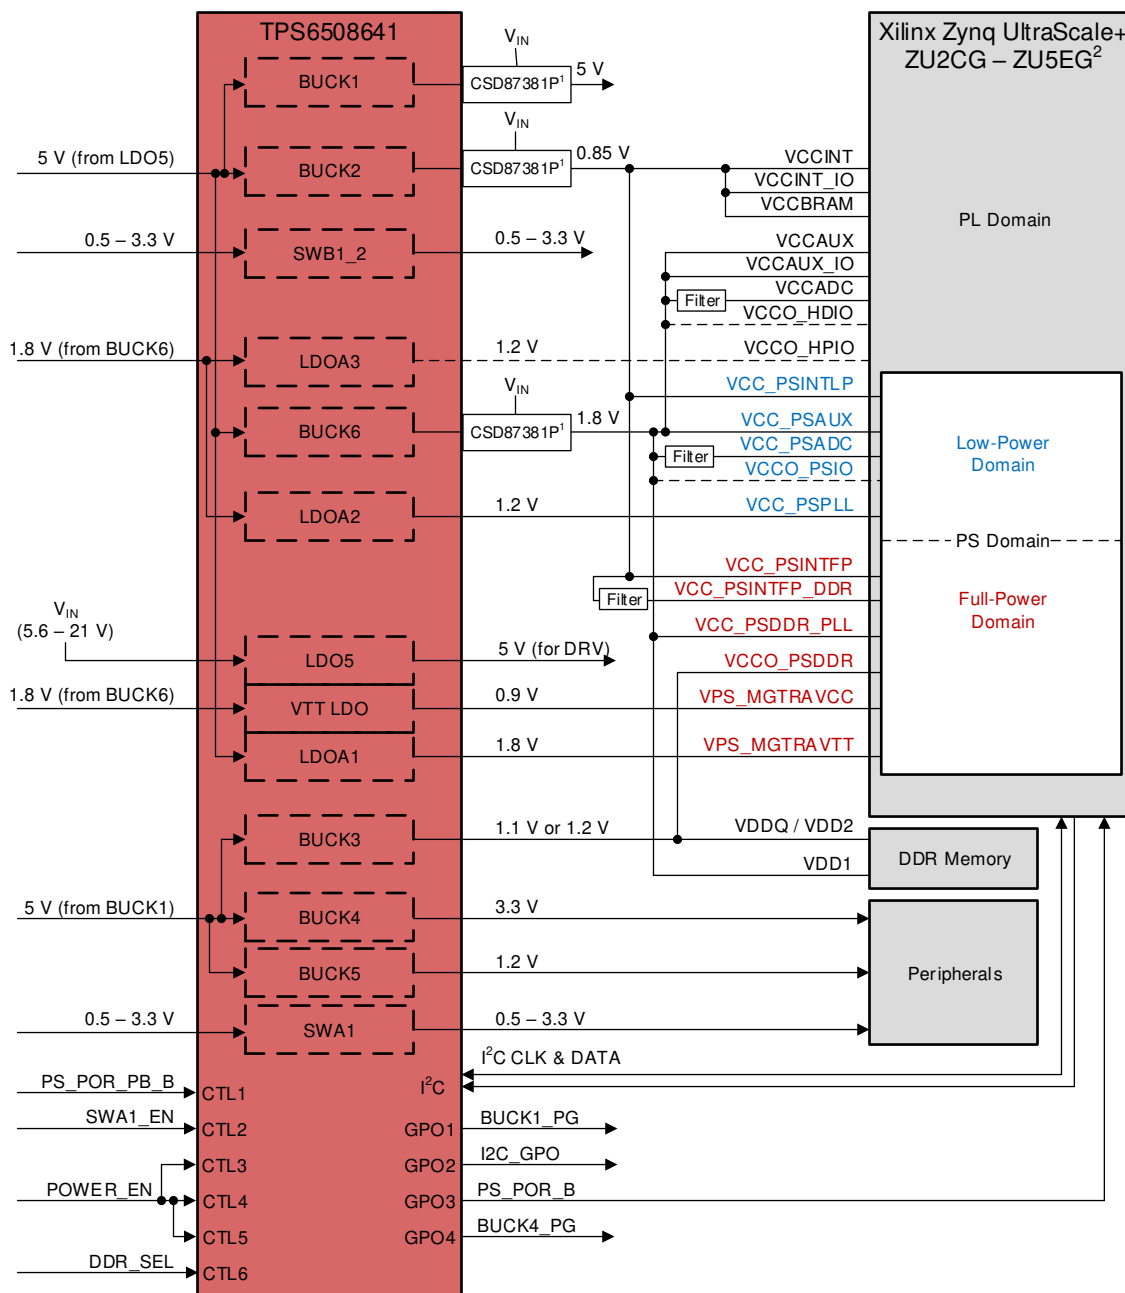 TPS6508641
Xilinx Zynq UltraScale+
ZU2CG – ZU5EG²
V_IN
BUCK1
CSD87381P¹
5 V
V_IN
5 V (from LDO5)
BUCK2
CSD87381P¹
0.85 V
VCCINT
VCCINT_IO
VCCBRAM
PL Domain
0.5 – 3.3 V
SWB1_2
0.5 – 3.3 V
VCCAUX
VCCAUX_IO
Filter
VCCADC
VCCO_HDIO
1.8 V (from BUCK6)
LDOA3
1.2 V
VCCO_HPIO
V_IN
VCC_PSINTLP
BUCK6
CSD87381P¹
1.8 V
VCC_PSAUX
Filter
VCC_PSADC
VCCO_PSIO
Low-Power
Domain
LDOA2
1.2 V
VCC_PSPLL
PS Domain
VCC_PSINTFP
Filter
VCC_PSINTFP_DDR
Full-Power
Domain
V_IN
(5.6 – 21 V)
VCC_PSDDR_PLL
LDO5
5 V (for DRV)
VCCO_PSDDR
1.8 V (from BUCK6)
VTT LDO
0.9 V
VPS_MGTRAVCC
LDOA1
1.8 V
VPS_MGTRAVTT
BUCK3
1.1 V or 1.2 V
VDDQ / VDD2
VDD1
DDR Memory
5 V (from BUCK1)
BUCK4
3.3 V
BUCK5
1.2 V
Peripherals
0.5 – 3.3 V
SWA1
0.5 – 3.3 V
I²C CLK & DATA
I²C
PS_POR_PB_B
CTL1
SWA1_EN
CTL2
GPO1
BUCK1_PG
CTL3
GPO2
I2C_GPO
POWER_EN
CTL4
GPO3
PS_POR_B
CTL5
GPO4
BUCK4_PG
DDR_SEL
CTL6